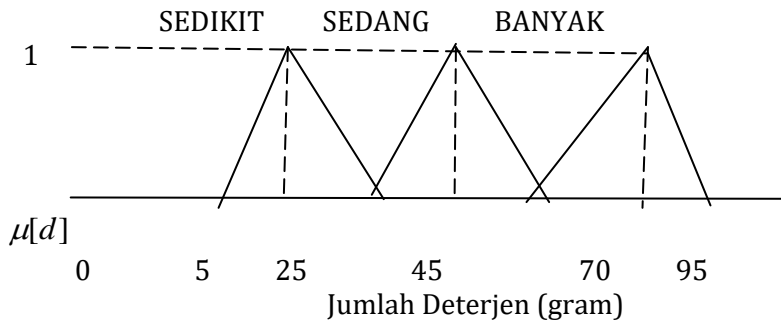 SEDIKIT SEDANG BANYAK
1
μ[d]
0 5 25 45 70 95
Jumlah Deterjen (gram)